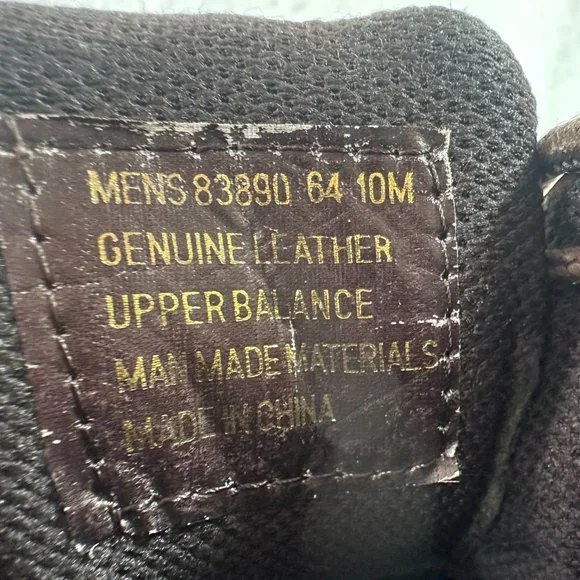 MENS 83890 64 10M
GENUINE LEATHER
UPPER BALANCE
MAN MADE MATERIALS
MADE IN CHINA